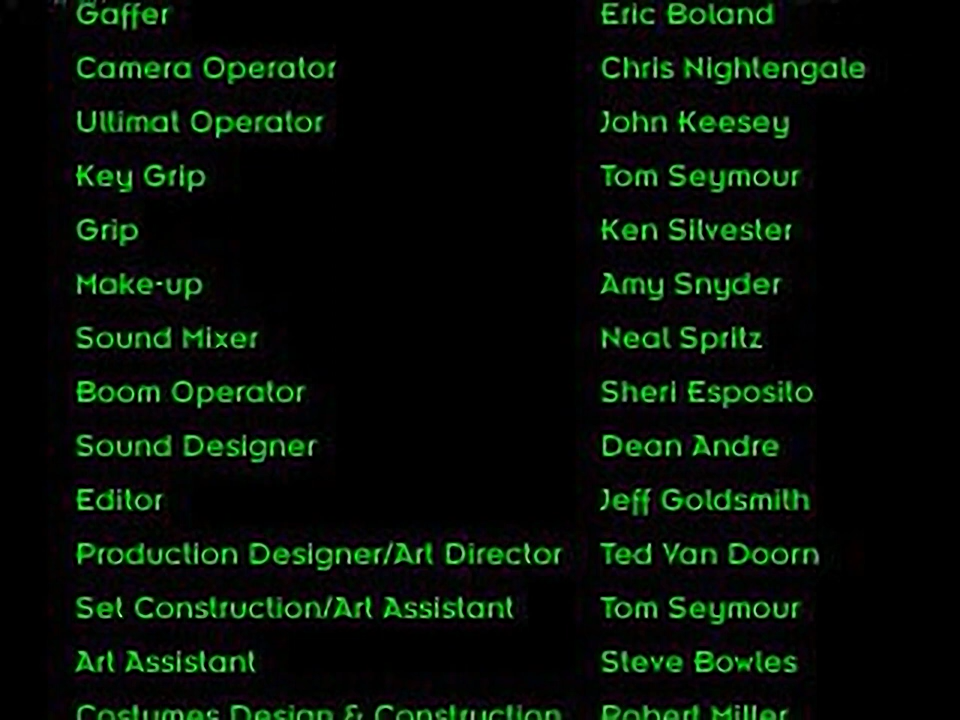 Gaffer Eric Boland
Camera Operator Chris Nightengale
Ultimat Operator John Keesey
Key Grip Tom Seymour
Grip Ken Silvester
Make-up Amy Snyder
Sound Mixer Neal Spritz
Boom Operator Sheri Esposito
Sound Designer Dean Andre
Editor Jeff Goldsmith
Production Designer/Art Director Ted Van Doorn
Set Construction/Art Assistant Tom Seymour
Art Assistant Steve Bowles
Costumes Design & Construction Robert Miller